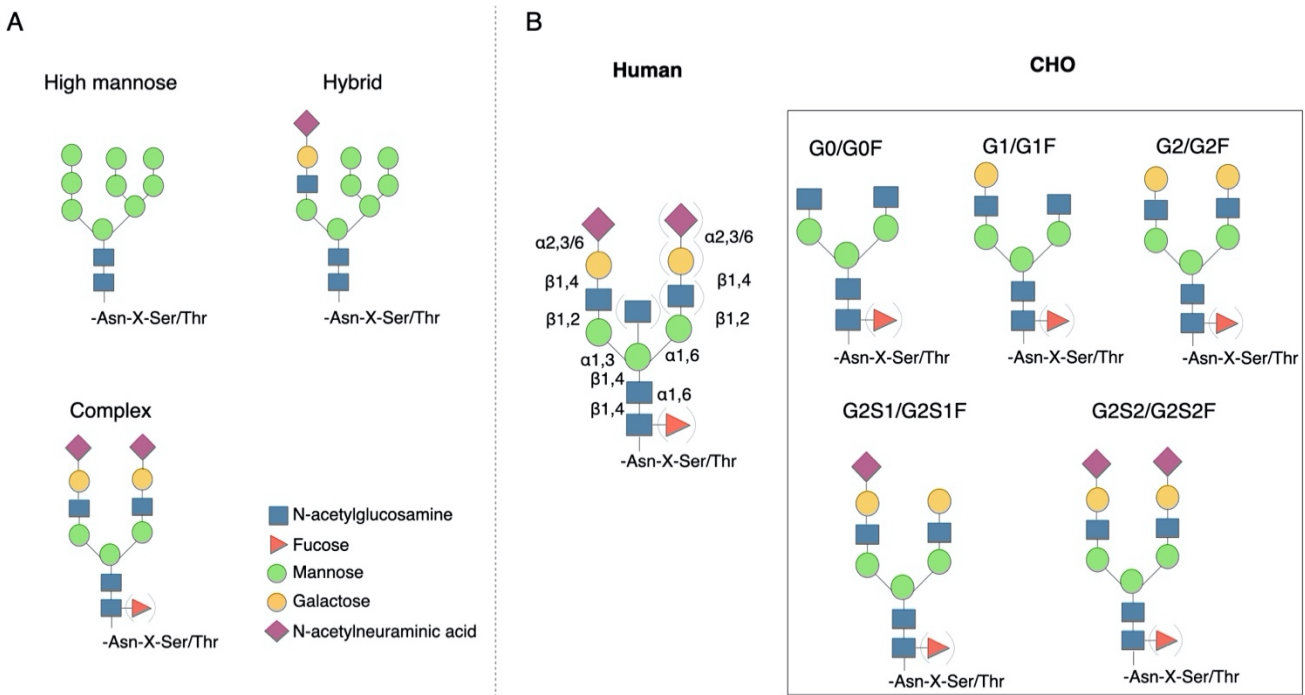 A
High mannose
Hybrid
-Asn-X-Ser/Thr
-Asn-X-Ser/Thr
Complex
-Asn-X-Ser/Thr
N-acetylglucosamine
Fucose
Mannose
Galactose
N-acetylneuraminic acid
B
Human
α2,3/6
α2,3/6
β1,4
β1,4
β1,2
β1,2
α1,3
α1,6
β1,4
α1,6
β1,4
-Asn-X-Ser/Thr
CHO
G0/G0F
G1/G1F
G2/G2F
-Asn-X-Ser/Thr
-Asn-X-Ser/Thr
-Asn-X-Ser/Thr
G2S1/G2S1F
G2S2/G2S2F
-Asn-X-Ser/Thr
-Asn-X-Ser/Thr